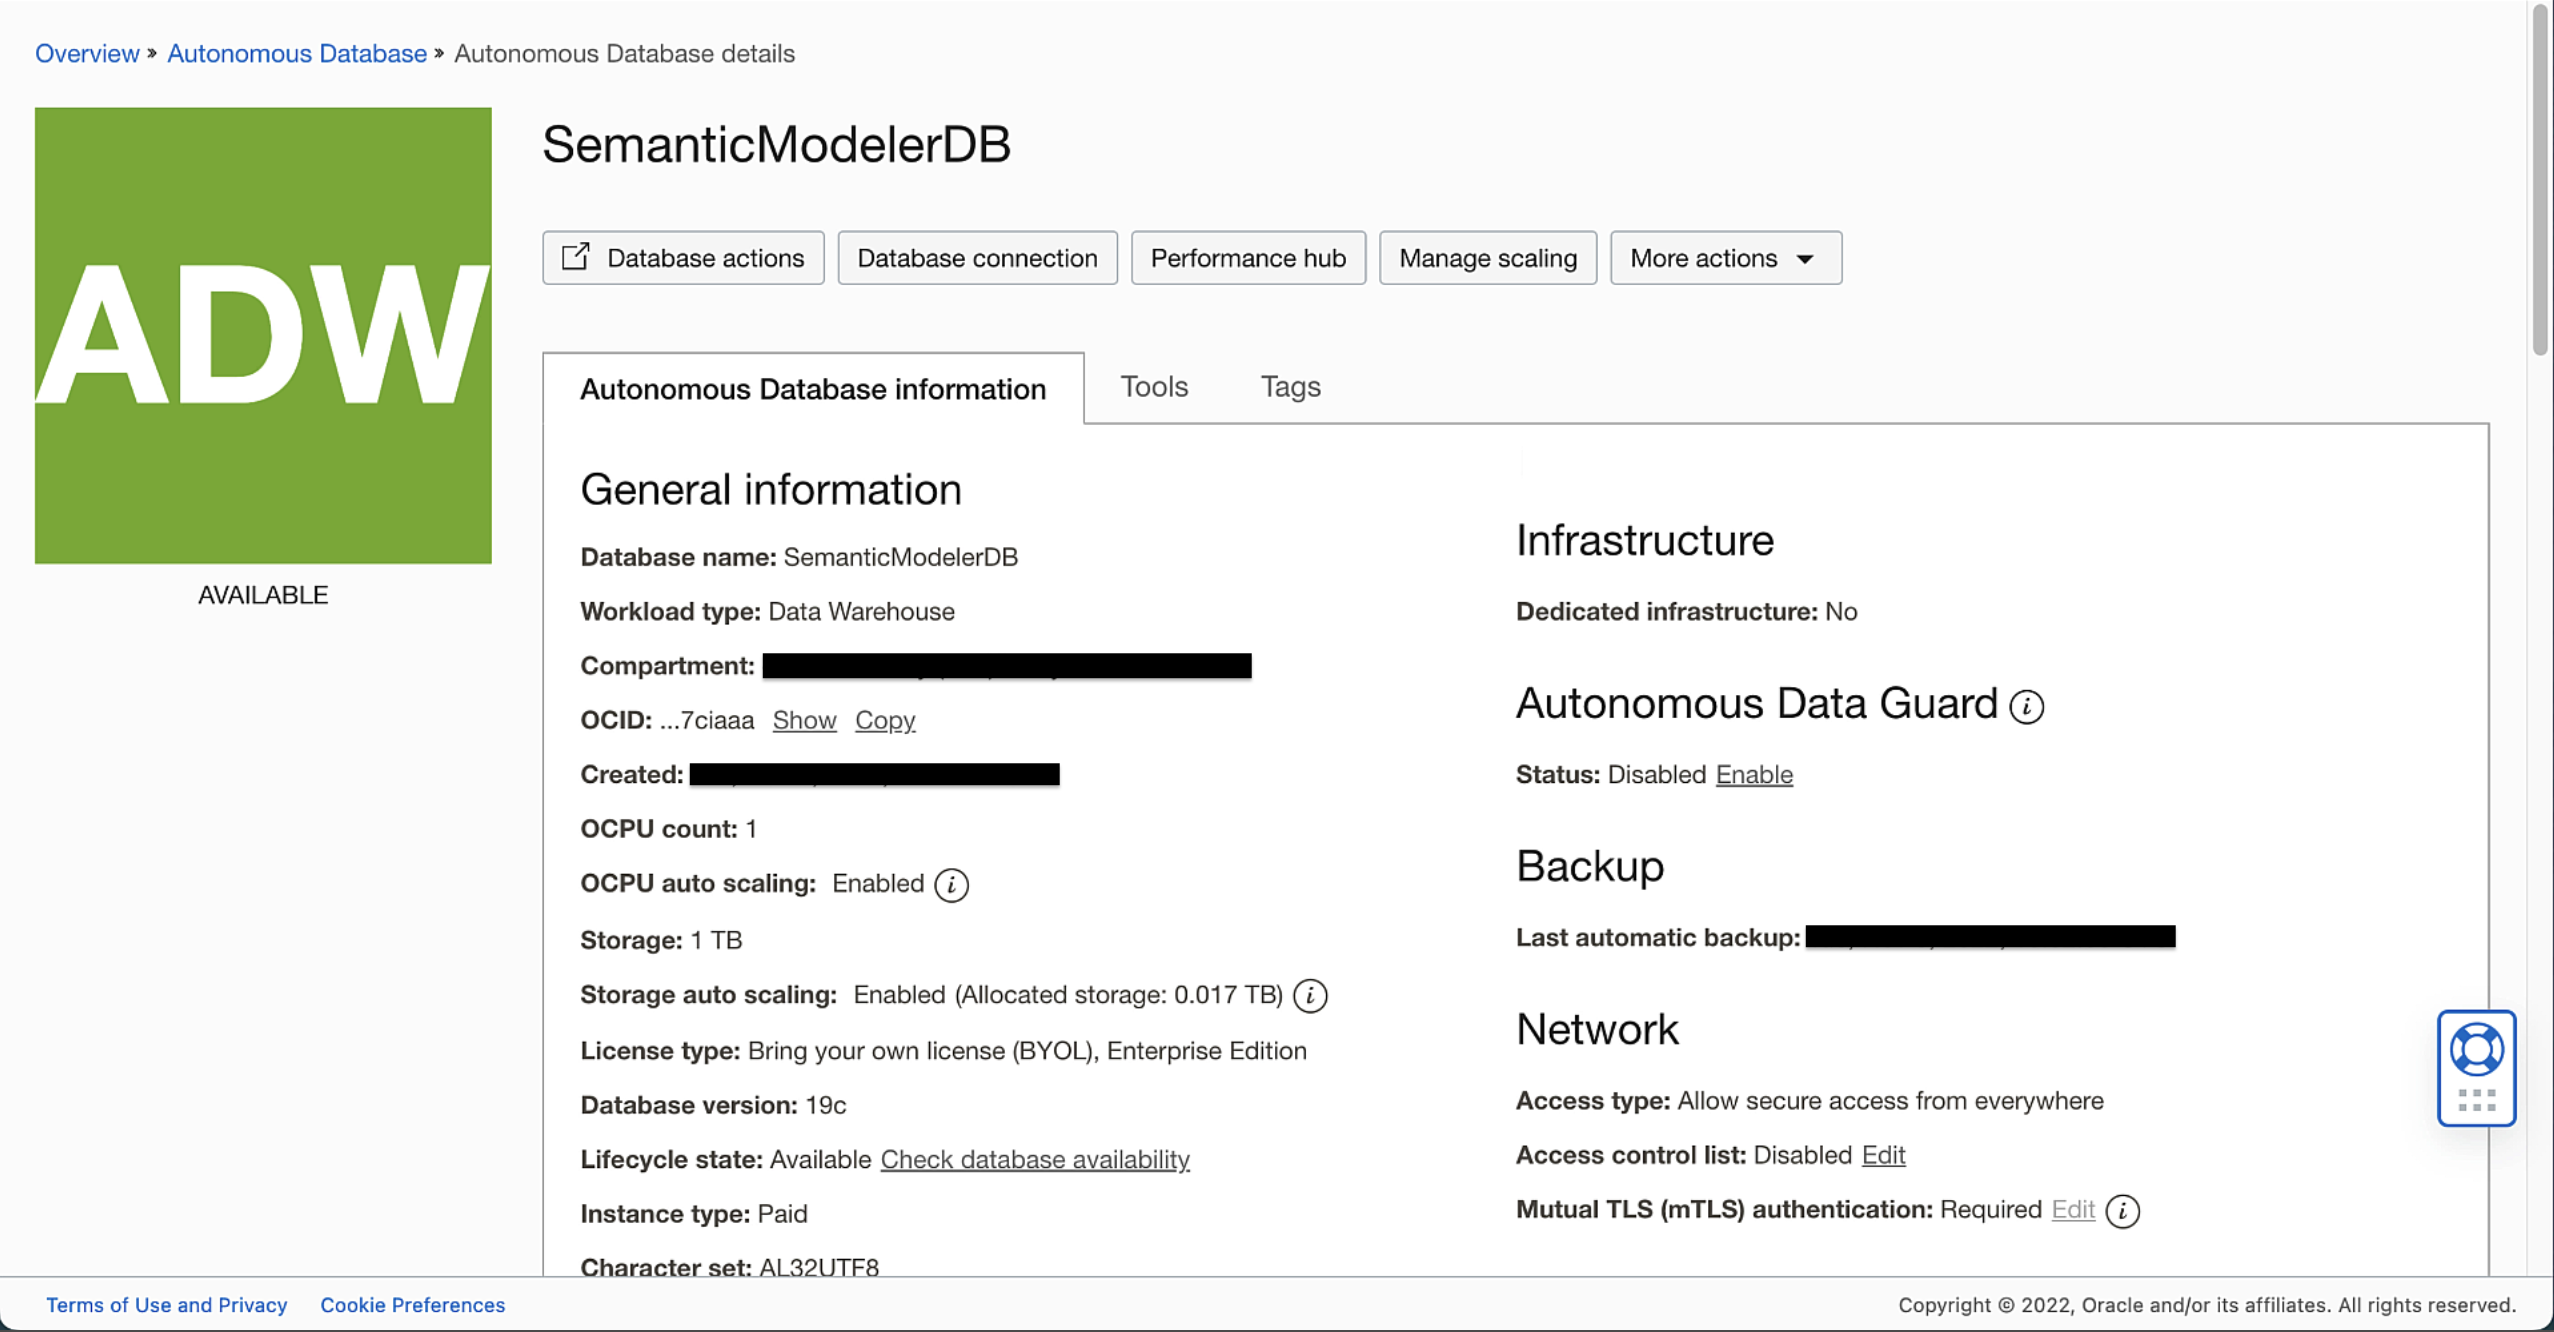 Overview » Autonomous Database » Autonomous Database details
ADW
AVAILABLE
SemanticModelerDB
Database actions
Database connection
Performance hub
Manage scaling
More actions
Autonomous Database information
Tools
Tags
General information
Database name: SemanticModelerDB
Workload type: Data Warehouse
Compartment:
OCID: ...7ciaaa Show Copy
Created:
OCPU count: 1
OCPU auto scaling: Enabled
Storage: 1 TB
Storage auto scaling: Enabled (Allocated storage: 0.017 TB)
License type: Bring your own license (BYOL), Enterprise Edition
Database version: 19c
Lifecycle state: Available Check database availability
Instance type: Paid
Character set: AL32UTF8
Infrastructure
Dedicated infrastructure: No
Autonomous Data Guard
Status: Disabled Enable
Backup
Last automatic backup:
Network
Access type: Allow secure access from everywhere
Access control list: Disabled Edit
Mutual TLS (mTLS) authentication: Required Edit
Terms of Use and Privacy
Cookie Preferences
Copyright © 2022, Oracle and/or its affiliates. All rights reserved.